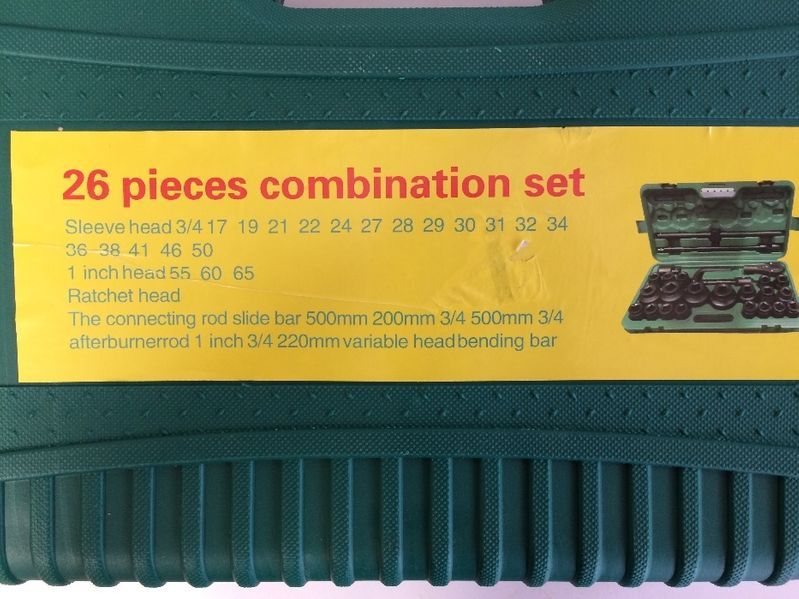 26 pieces combination set
Sleeve head 3/4 17 19 21 22 24 27 28 29 30 31 32 34
36 38 41 46 50
1 inch head 55 60 65
Ratchet head
The connecting rod slide bar 500mm 200mm 3/4 500mm 3/4
afterburnerrod 1 inch 3/4 220mm variable head bending bar